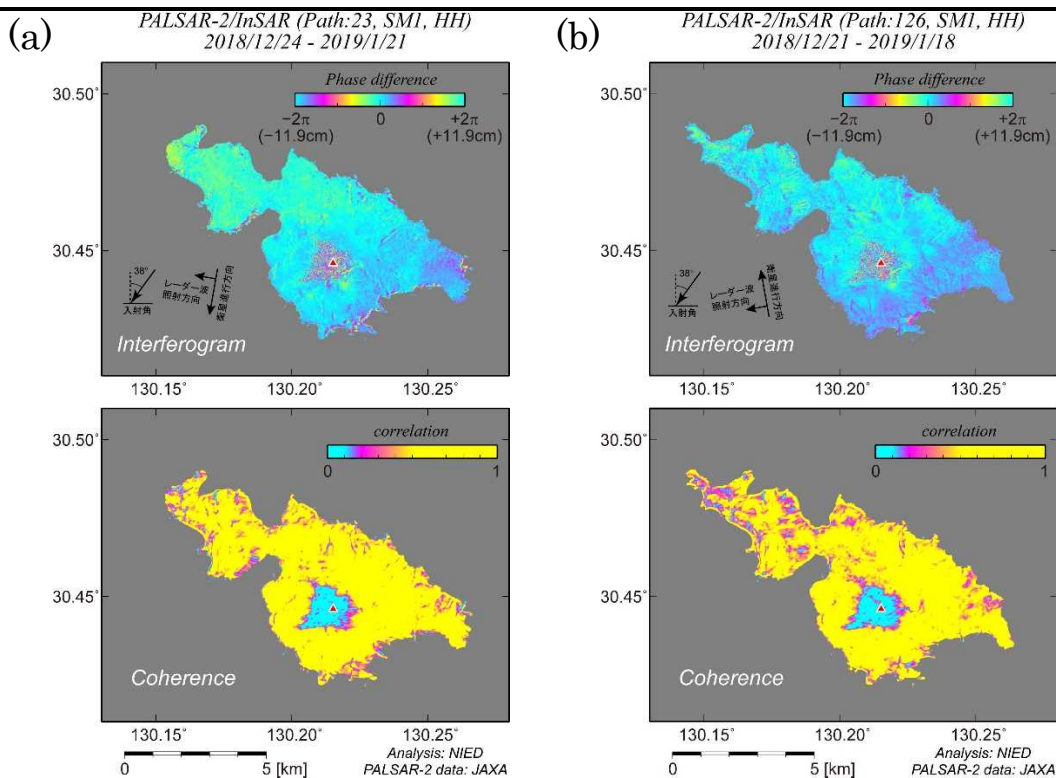 (a)
PALSAR-2/InSAR (Path:23, SM1, HH)
2018/12/24 - 2019/1/21
30.50°
30.45°
Phase difference
−2π
0
+2π
(−11.9cm)
(+11.9cm)
38°
入射角
レーダー波
照射方向
衛星進行方向
Interferogram
130.15°
130.20°
130.25°
30.50°
30.45°
correlation
0
1
Coherence
130.15°
130.20°
130.25°
0
5 [km]
Analysis: NIED
PALSAR-2 data: JAXA
(b)
PALSAR-2/InSAR (Path:126, SM1, HH)
2018/12/21 - 2019/1/18
30.50°
30.45°
Phase difference
−2π
0
+2π
(−11.9cm)
(+11.9cm)
38°
入射角
レーダー波
照射方向
衛星進行方向
Interferogram
130.15°
130.20°
130.25°
30.50°
30.45°
correlation
0
1
Coherence
130.15°
130.20°
130.25°
0
5 [km]
Analysis: NIED
PALSAR-2 data: JAXA